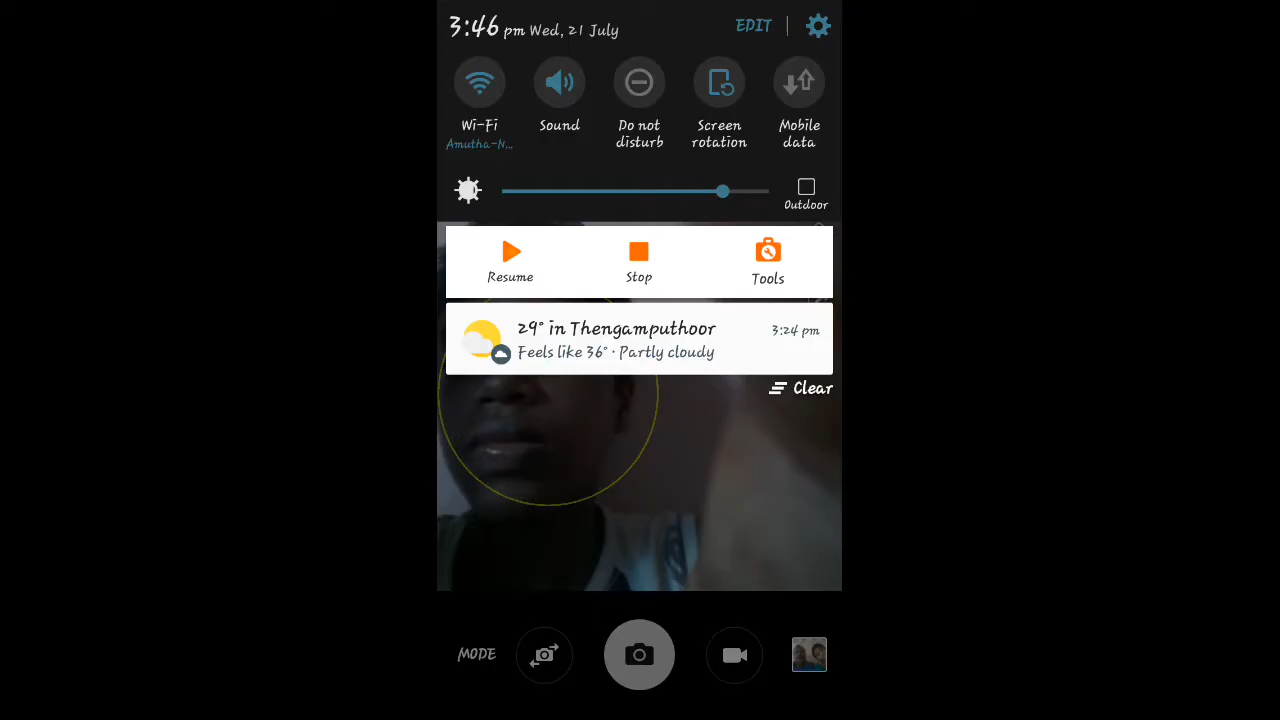 3:46 pm Wed, 21 July
EDIT
Wi-Fi
Amutha-N...
Sound
Do not
disturb
Screen
rotation
Mobile
data
Outdoor
Resume
Stop
Tools
29° in Thengamputhoor
3:24 pm
Feels like 36° · Partly cloudy
Clear
MODE